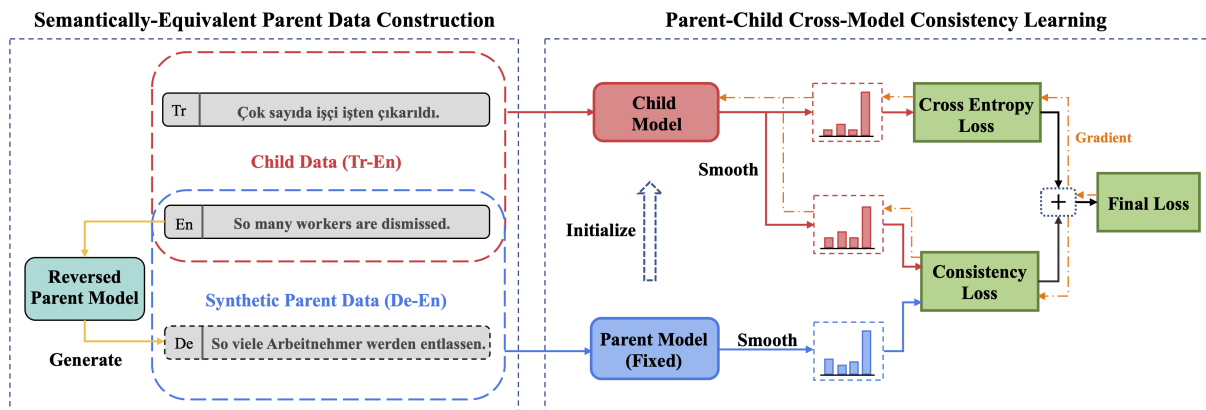 Semantically-Equivalent Parent Data Construction
Tr
Çok sayıda işçi işten çıkarıldı.
Child Data (Tr-En)
En
So many workers are dismissed.
Reversed
Parent Model
Synthetic Parent Data (De-En)
Generate
De
So viele Arbeitnehmer werden entlassen.
Parent-Child Cross-Model Consistency Learning
Child
Model
Cross Entropy
Loss
Gradient
Smooth
+
Final Loss
Initialize
Consistency
Loss
Parent Model
(Fixed)
Smooth